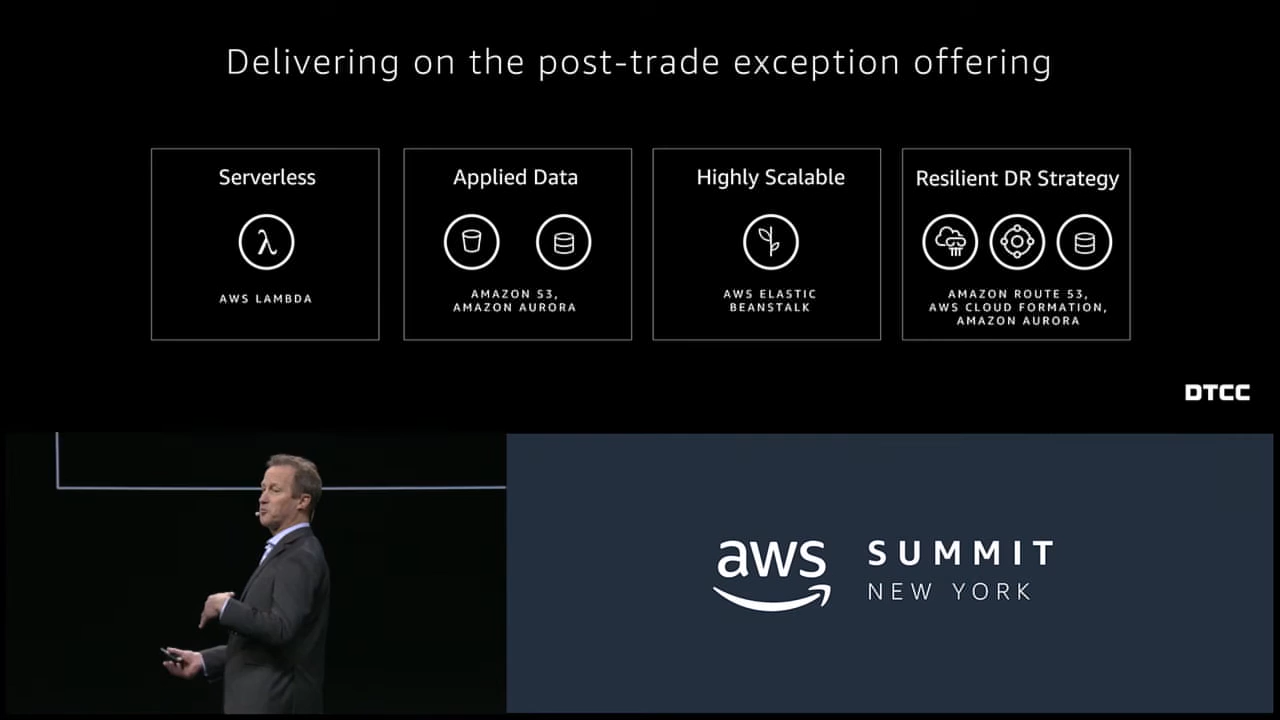 Delivering on the post-trade exception offering
Serverless
λ
AWS LAMBDA
Applied Data
AMAZON S3,
AMAZON AURORA
Highly Scalable
AWS ELASTIC
BEANSTALK
Resilient DR Strategy
AMAZON ROUTE 53,
AWS CLOUD FORMATION,
AMAZON AURORA
DTCC
aws
SUMMIT
NEW YORK